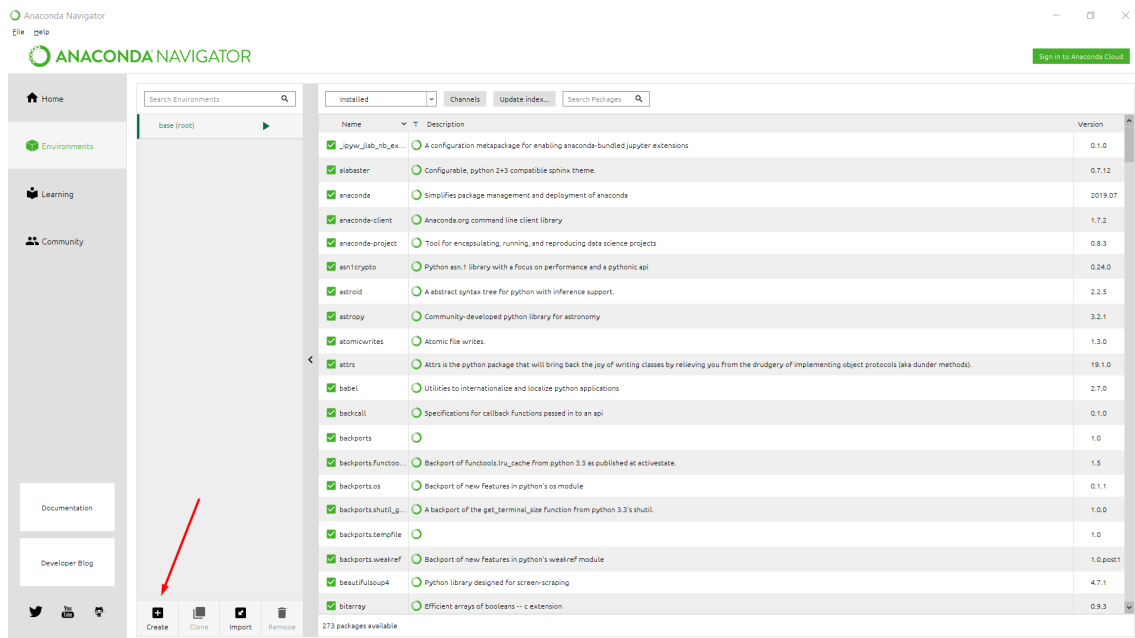 Anaconda Navigator
File Help
ANACONDA NAVIGATOR
Sign in to Anaconda Cloud
Home
Environments
Learning
Community
Documentation
Developer Blog
You Tube
Search Environments
base (root)
Create Clone Import Remove
Installed Channels Update index... Search Packages
Name T Description Version
_ipyw_jlab_nb_ex... A configuration metapackage for enabling anaconda-bundled jupyter extensions 0.1.0
alabaster Configurable, python 2+3 compatible sphinx theme. 0.7.12
anaconda Simplifies package management and deployment of anaconda 2019.07
anaconda-client Anaconda.org command line client library 1.7.2
anaconda-project Tool for encapsulating, running, and reproducing data science projects 0.8.3
asn1crypto Python asn.1 library with a focus on performance and a pythonic api 0.24.0
astroid A abstract syntax tree for python with inference support. 2.2.5
astropy Community-developed python library for astronomy 3.2.1
atomicwrites Atomic file writes. 1.3.0
attrs Attrs is the python package that will bring back the joy of writing classes by relieving you from the drudgery of implementing object protocols (aka dunder methods). 19.1.0
babel Utilities to internationalize and localize python applications 2.7.0
backcall Specifications for callback functions passed in to an api 0.1.0
backports 1.0
backports.functoo... Backport of functools.lru_cache from python 3.3 as published at activestate. 1.5
backports.os Backport of new features in python's os module 0.1.1
backports.shutil_g... A backport of the get_terminal_size function from python 3.3's shutil. 1.0.0
backports.tempfile 1.0
backports.weakref Backport of new features in python's weakref module 1.0.post1
beautifulsoup4 Python library designed for screen-scraping 4.7.1
bitarray Efficient arrays of booleans -- c extension 0.9.3
273 packages available